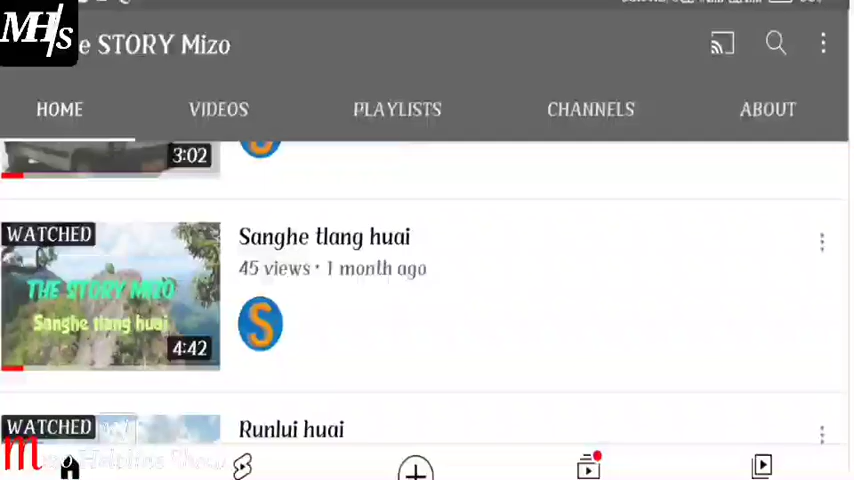 MH/s
e STORY Mizo
HOME VIDEOS PLAYLISTS CHANNELS ABOUT
3:02
WATCHED
THE STORY MIZO
Sanghe tlang huai
4:42
Sanghe tlang huai
45 views · 1 month ago
S
WATCHED
Runlui huai